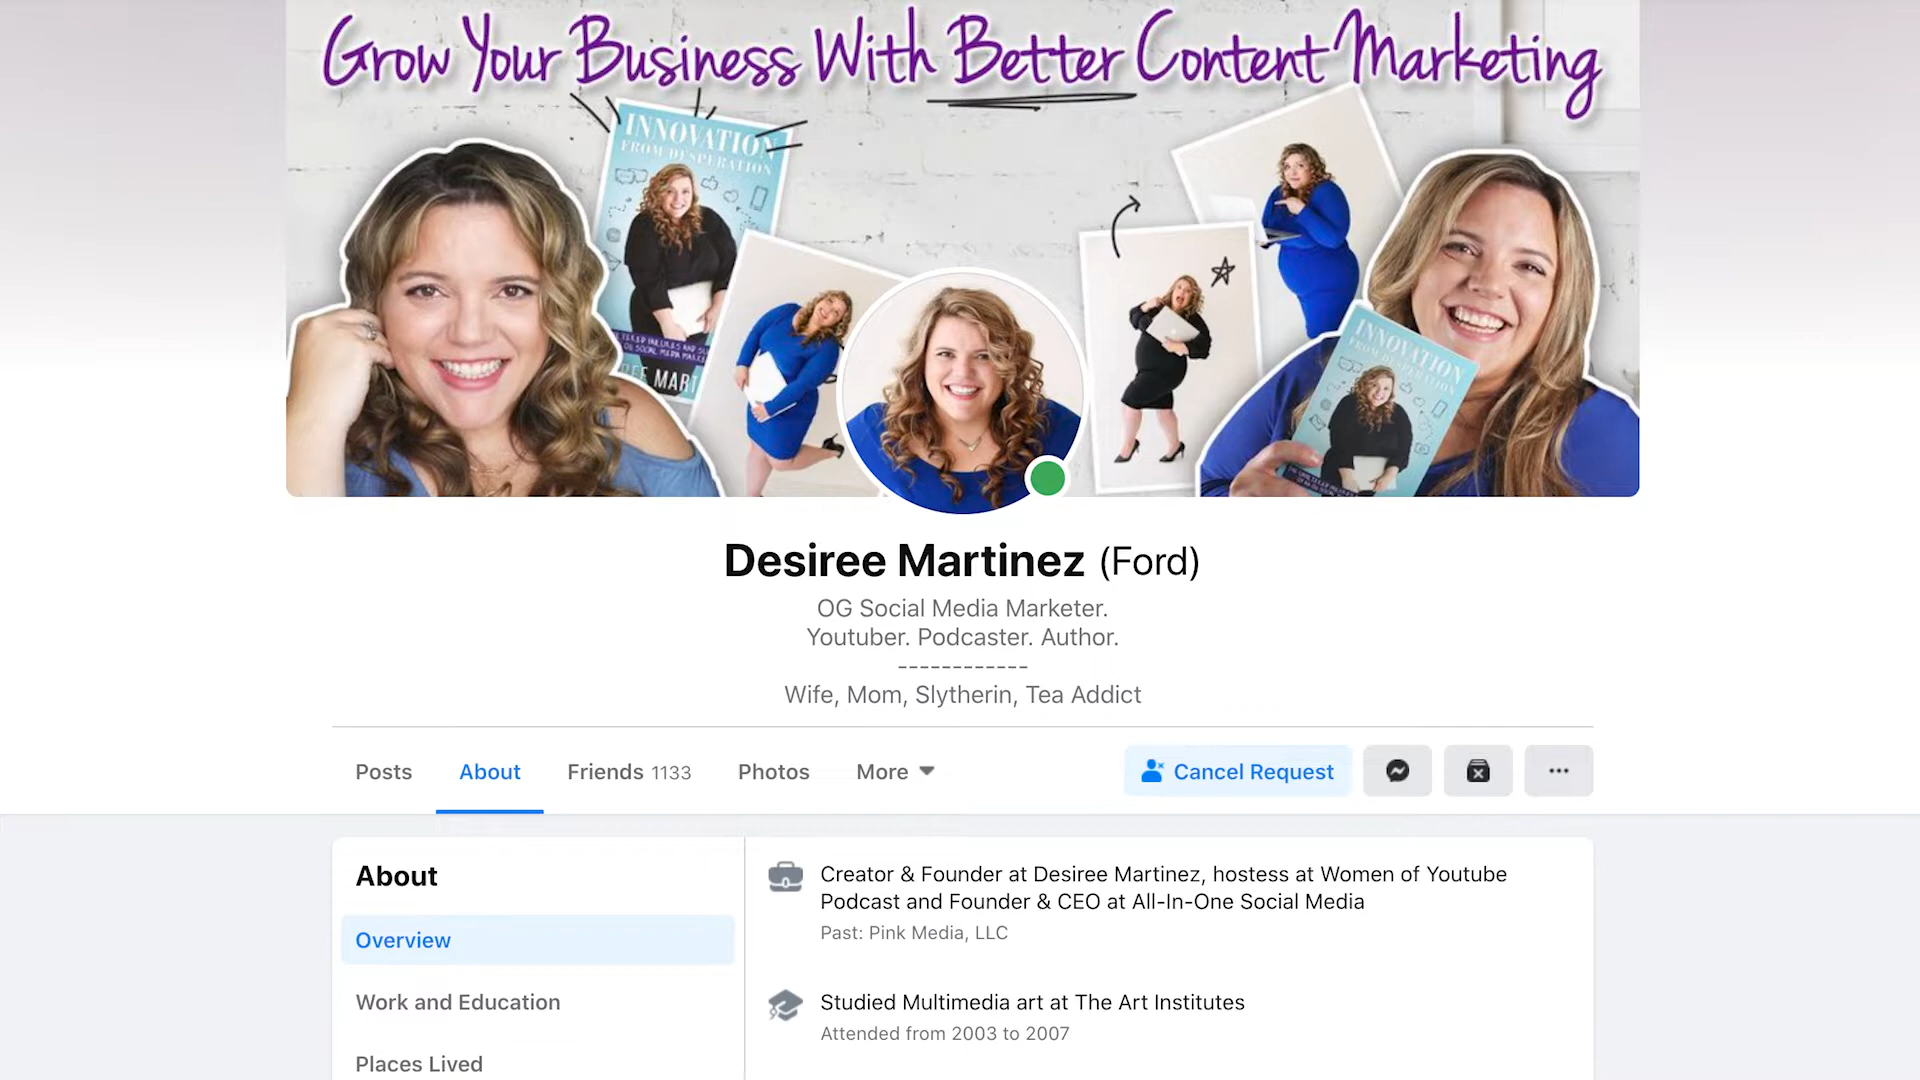 Grow Your Business With Better Content Marketing
INNOVATION
FROM DESPERATION
MARTI
INNOVATION
FROM DESPERATION
Desiree Martinez (Ford)
OG Social Media Marketer.
Youtuber. Podcaster. Author.
------------
Wife, Mom, Slytherin, Tea Addict
Posts About Friends 1133 Photos More Cancel Request
About
Overview
Work and Education
Places Lived
Creator & Founder at Desiree Martinez, hostess at Women of Youtube
Podcast and Founder & CEO at All-In-One Social Media
Past: Pink Media, LLC
Studied Multimedia art at The Art Institutes
Attended from 2003 to 2007